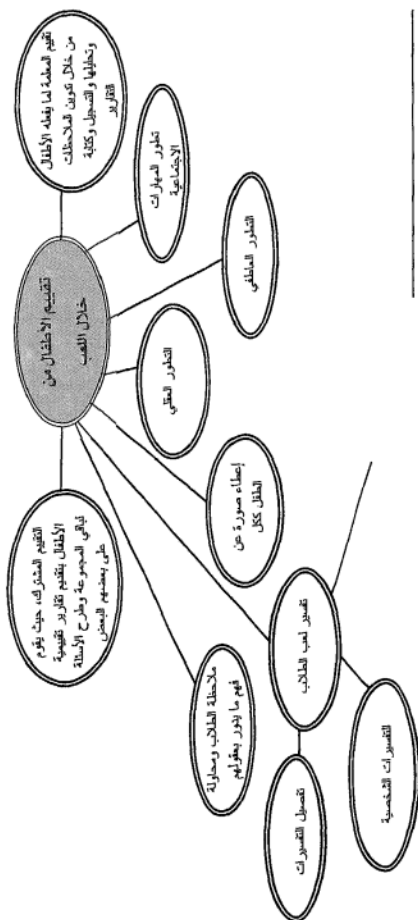 تقييم الأطفال من
خلال اللعب
تقييم المعلمة لما يفعله الأطفال
من خلال تكوين الملاحظات
وتحليلها والتسجيل وكتابة
التقارير
تطور المهارات
الاجتماعية
التطور العاطفي
التطور العقلي
إعطاء صورة عن
الطفل ككل
التقييم المشترك، حيث يقوم
الأطفال بتقديم تقارير تقييمية
لباقي المجموعة وطرح الأسئلة
على بعضهم البعض
ملاحظة الطلاب ومحاولة
فهم ما يدور بعقولهم
تفسير لعب الطلاب
تفصيل التفسيرات
التفسيرات الشخصية